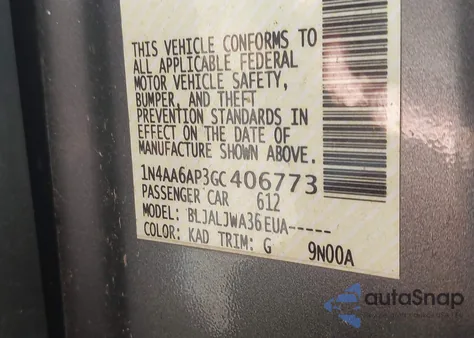 THIS VEHICLE CONFORMS TO
ALL APPLICABLE FEDERAL
MOTOR VEHICLE SAFETY,
BUMPER, AND THEFT
PREVENTION STANDARDS IN
EFFECT ON THE DATE OF
MANUFACTURE SHOWN ABOVE.
1N4AA6AP3GC406773
PASSENGER CAR 612
MODEL: BLJALJWA36EUA-----
COLOR: KAD TRIM: G 9N00A
autaSnap